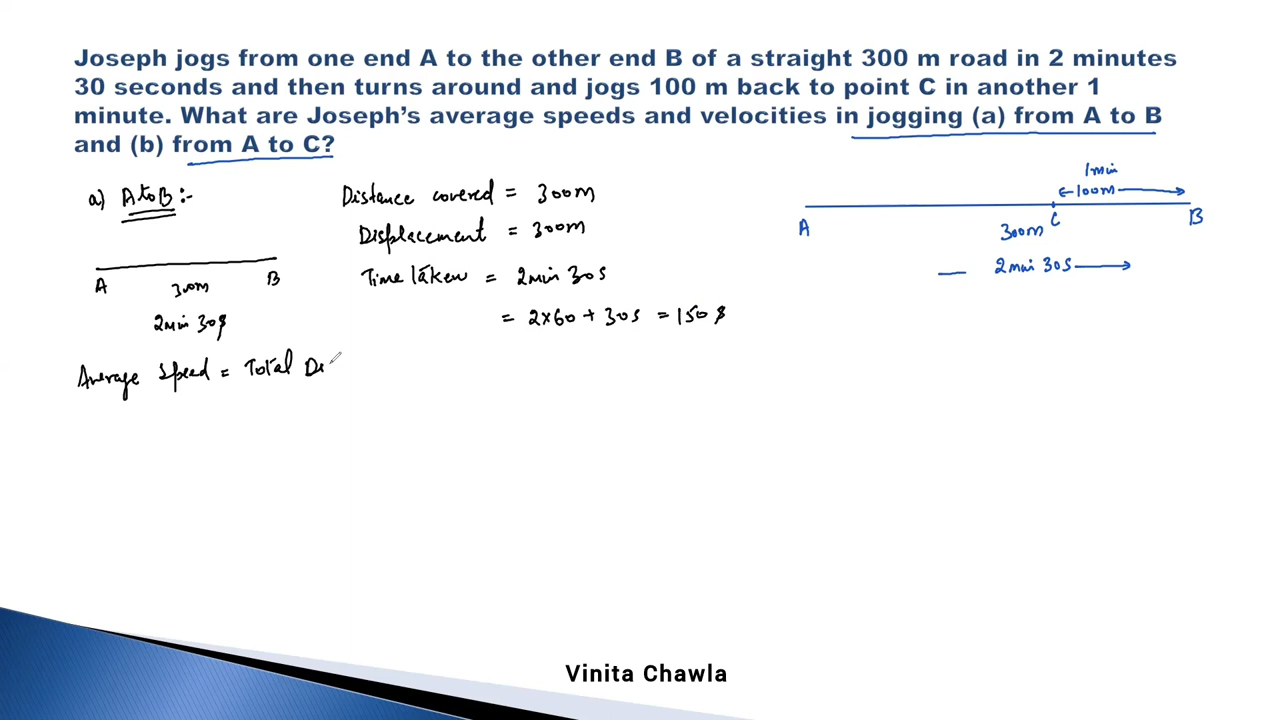 Joseph jogs from one end A to the other end B of a straight 300 m road in 2 minutes
30 seconds and then turns around and jogs 100 m back to point C in another 1
minute. What are Joseph's average speeds and velocities in jogging (a) from A to B
and (b) from A to C?
a) A to B :-
Distance covered = 300m
Displacement = 300m
Time taken = 2min 30s
= 2×60 + 30s = 150s
A B
300m
2min 30s
1min
100m
A C B
300m
2min 30s
Average Speed = Total Di
Vinita Chawla